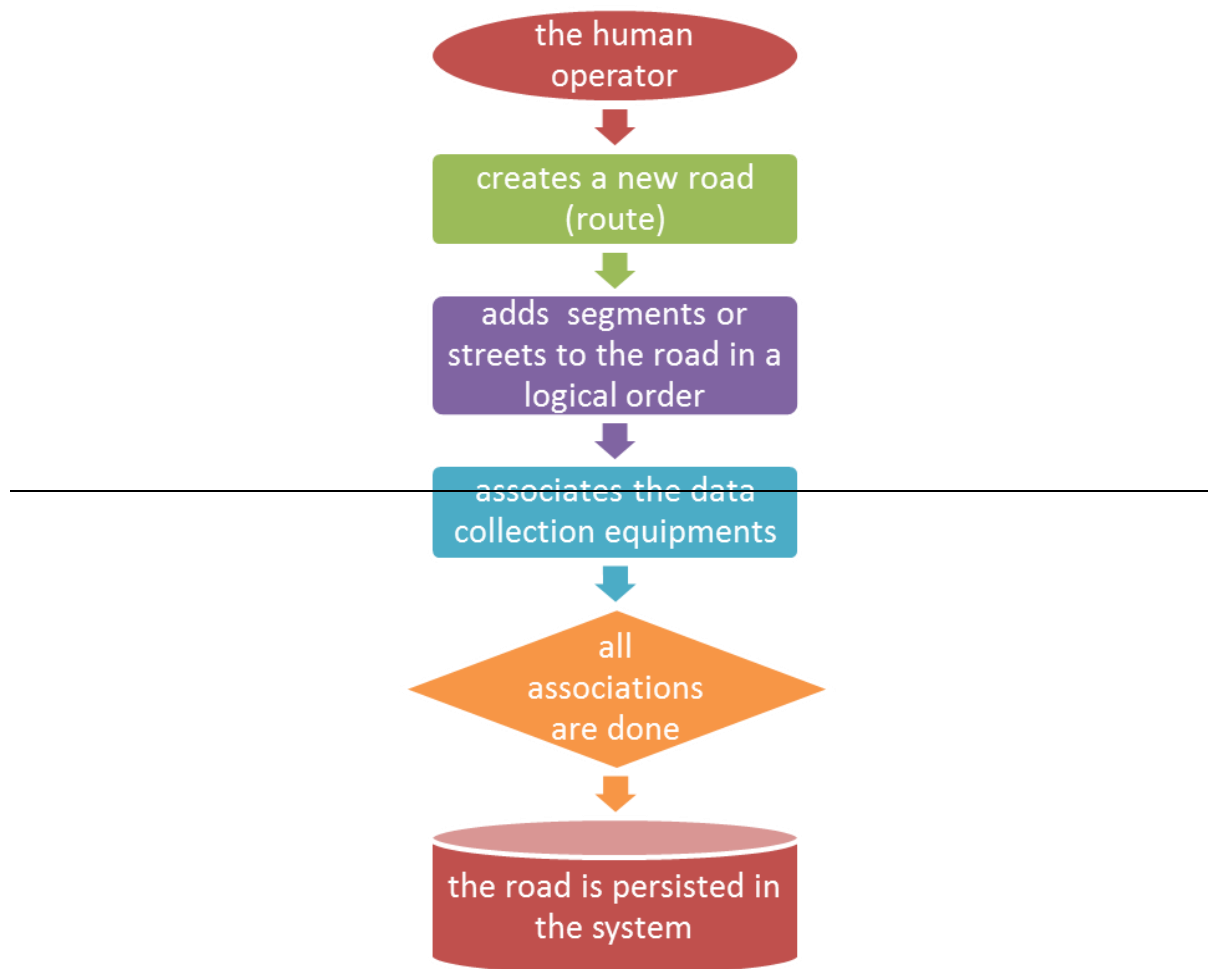 the human
operator
creates a new road
(route)
adds  segments or
streets to the road in a
logical order
associates the data
collection equipments
all
associations
are done
the road is persisted in
the system